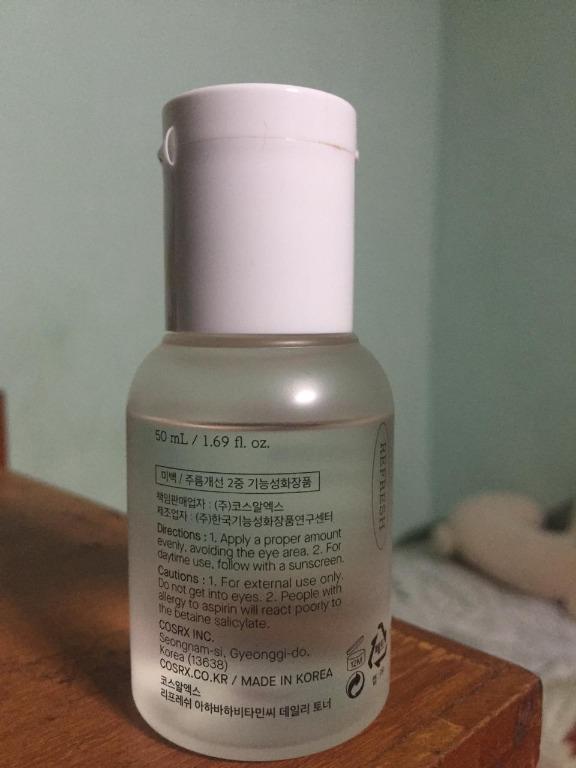 50 mL / 1.69 fl. oz.
REFRESH
미백 / 주름개선 2중 기능성화장품
책임판매업자 : (주)코스알엑스
제조업자 : (주)한국기능성화장품연구센터
Directions : 1. Apply a proper amount
evenly, avoiding the eye area. 2. For
daytime use, follow with a sunscreen.
Cautions : 1. For external use only.
Do not get into eyes. 2. People with
allergy to aspirin will react poorly to
the betaine salicylate.
COSRX INC.
Seongnam-si, Gyeonggi-do,
Korea (13638)
COSRX.CO.KR / MADE IN KOREA
12M
코스알엑스
리프레쉬 아하바하비타민씨 데일리 토너